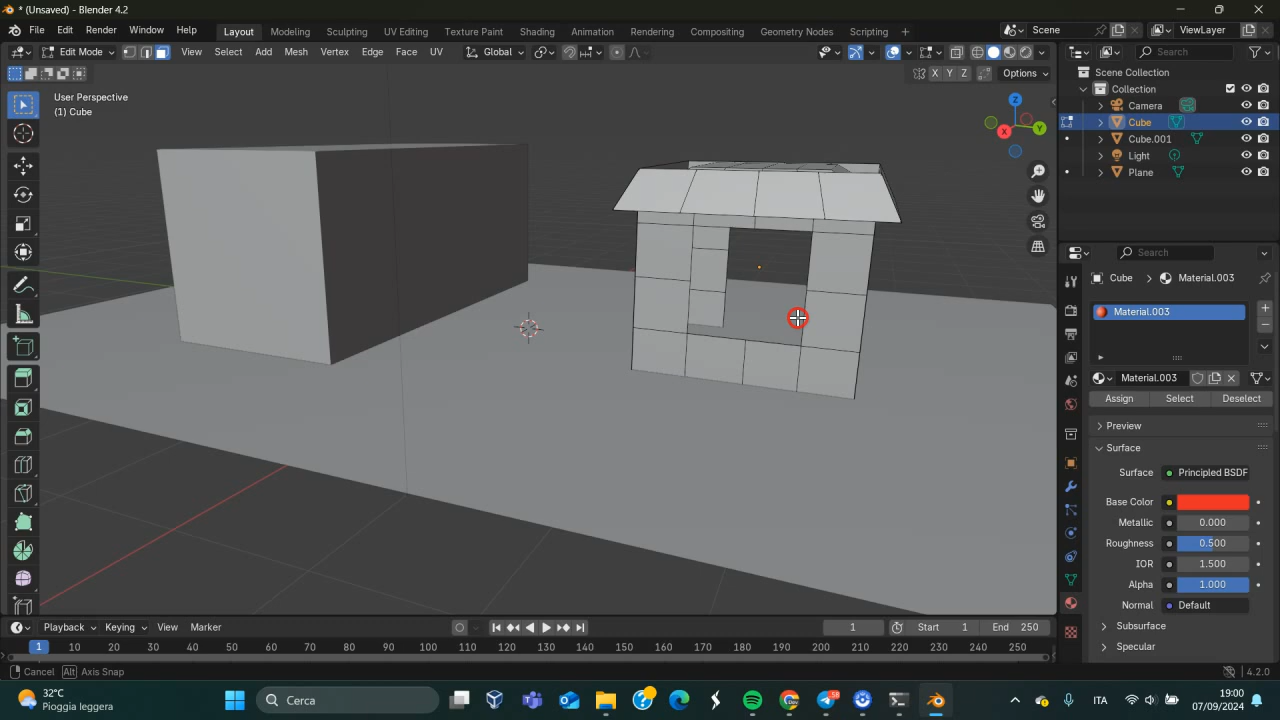 * (Unsaved) - Blender 4.2
File Edit Render Window Help Layout Modeling Sculpting UV Editing Texture Paint Shading Animation Rendering Compositing Geometry Nodes Scripting + Scene ViewLayer
Edit Mode View Select Add Mesh Vertex Edge Face UV Global Search
X Y Z Options
Scene Collection
Collection
Camera
Cube
Cube.001
Light
Plane
User Perspective
(1) Cube
Z
X
Y
Search
Cube > Material.003
Material.003
Material.003
Assign Select Deselect
Preview
Surface
Surface Principled BSDF
Base Color
Metallic 0.000
Roughness 0.500
IOR 1.500
Alpha 1.000
Normal Default
Subsurface
Specular
Playback Keying View Marker 1 Start 1 End 250
1 10 20 30 40 50 60 70 80 90 100 110 120 130 140 150 160 170 180 190 200 210 220 230 240 250
Cancel Alt Axis Snap 4.2.0
32°C
Pioggia leggera
Cerca
58
Dev
ITA
19:00
07/09/2024